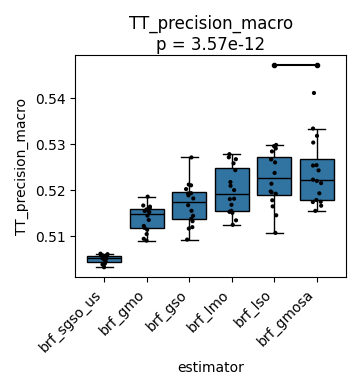 TT_precision_macro
p = 3.57e-12
TT_precision_macro
0.54
0.53
0.52
0.51
brf_sgso_us
brf_gmo
brf_gso
brf_lmo
brf_lso
brf_gmosa
estimator